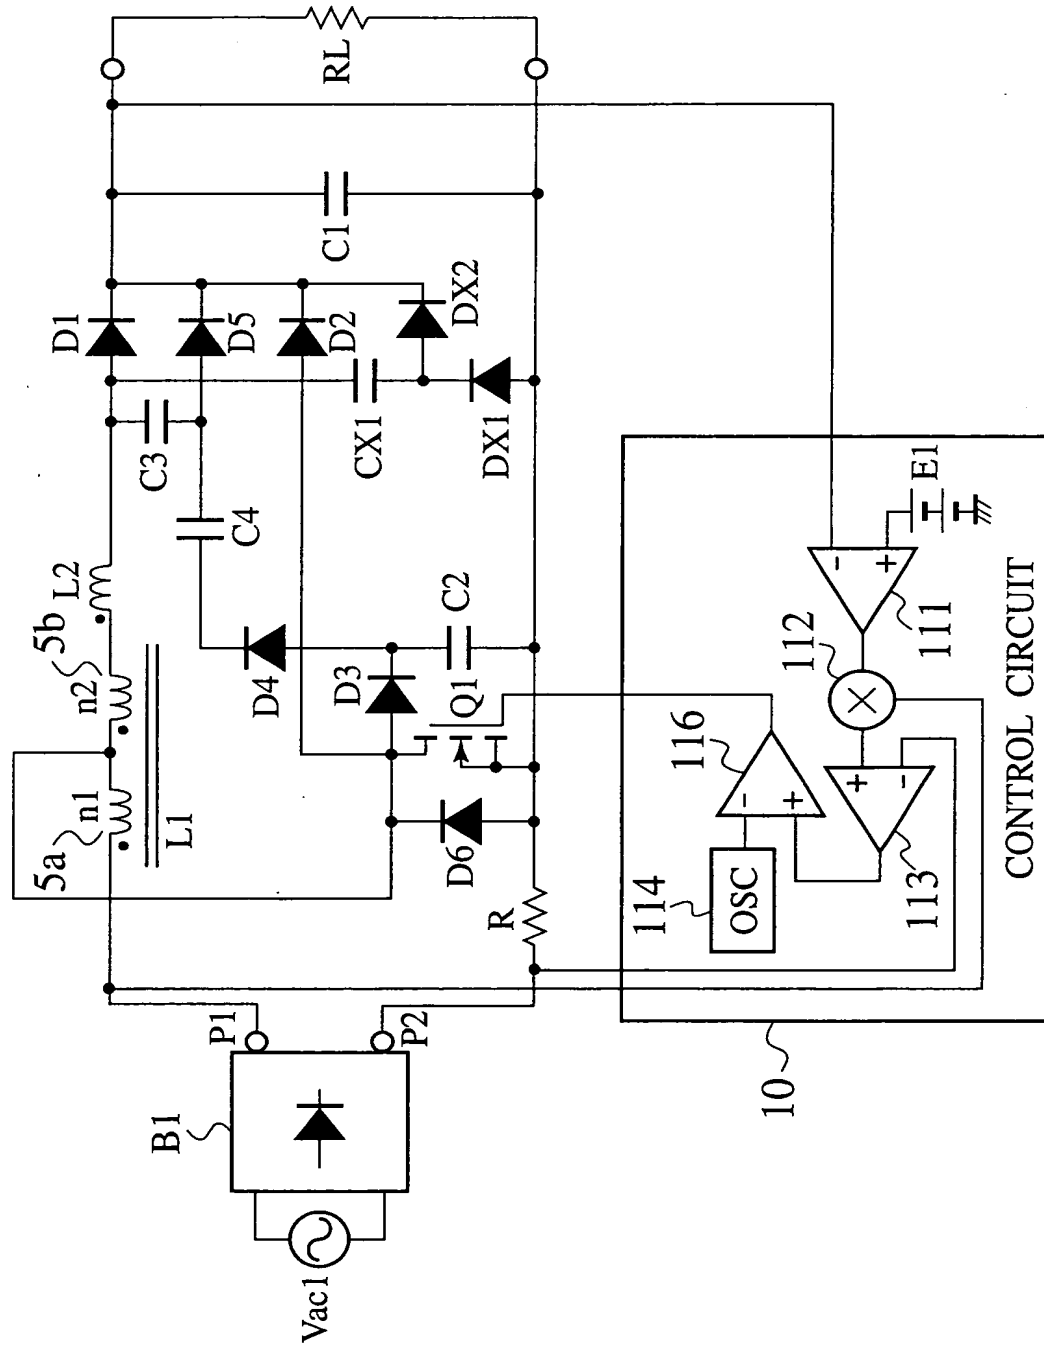 Vac1
B1
P1
P2
5a
n1
L1
n2
5b
L2
C3
C4
D1
D5
D2
DX2
CX1
DX1
C1
RL
D4
D3
C2
Q1
D6
R
10
114
OSC
116
-
+
113
+
-
112
111
-
+
E1
CONTROL CIRCUIT